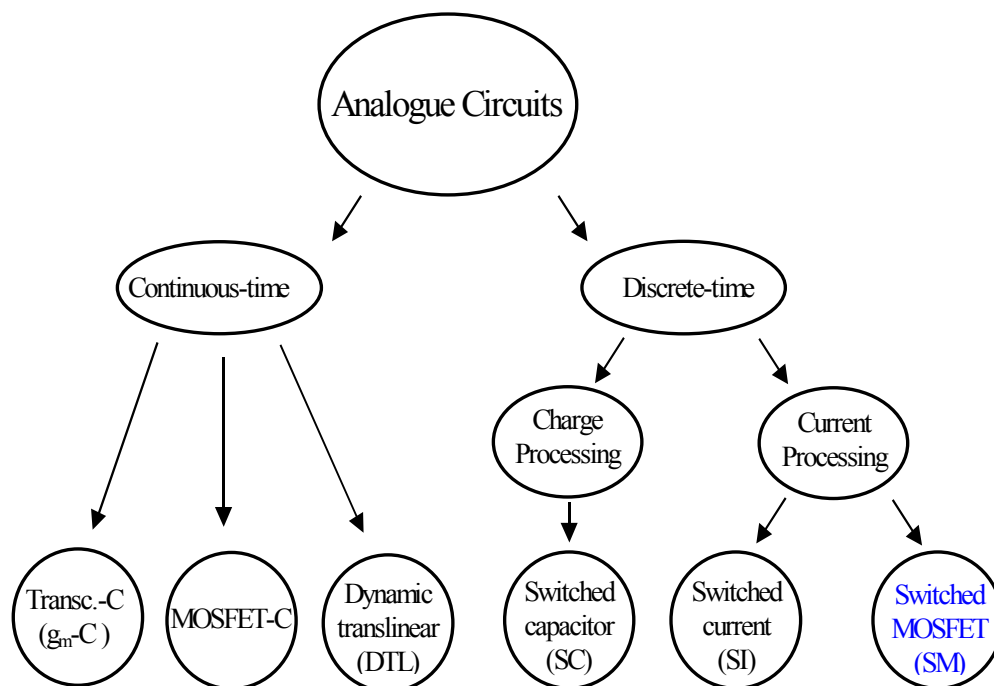 Analogue Circuits
Continuous-time
Discrete-time
Charge
Processing
Current
Processing
Transc.-C
(gm-C )
MOSFET-C
Dynamic
translinear
(DTL)
Switched
capacitor
(SC)
Switched
current
(SI)
Switched
MOSFET
(SM)